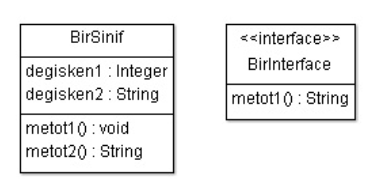 BirSinif
degisken1 : Integer
degisken2 : String
metot1() : void
metot2() : String
<<interface>>
BirInterface
metot1() : String